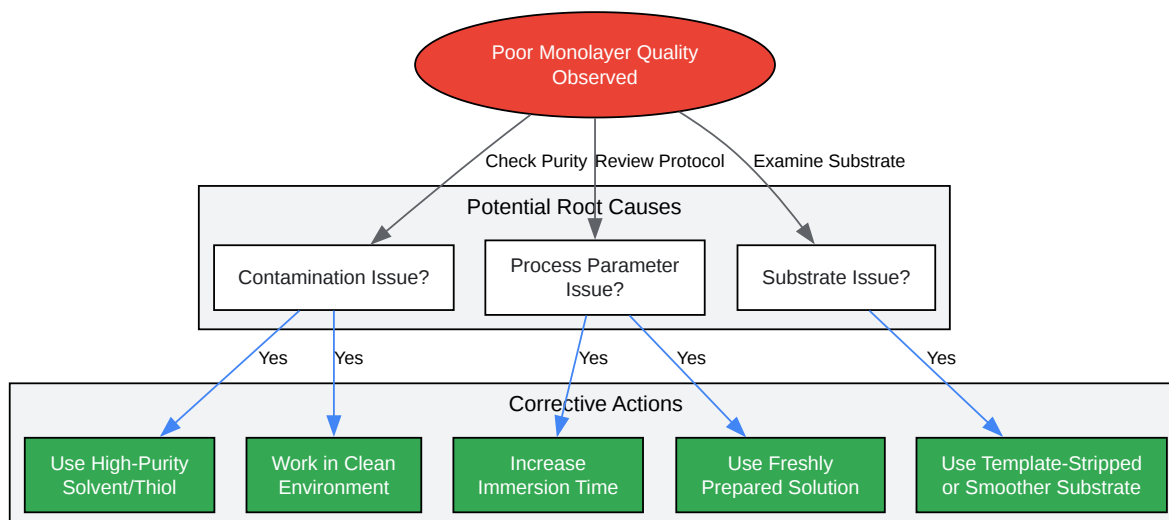 Poor Monolayer Quality
Observed
Check Purity
Review Protocol
Examine Substrate
Potential Root Causes
Contamination Issue?
Process Parameter
Issue?
Substrate Issue?
Yes
Yes
Yes
Yes
Yes
Corrective Actions
Use High-Purity
Solvent/Thiol
Work in Clean
Environment
Increase
Immersion Time
Use Freshly
Prepared Solution
Use Template-Stripped
or Smoother Substrate